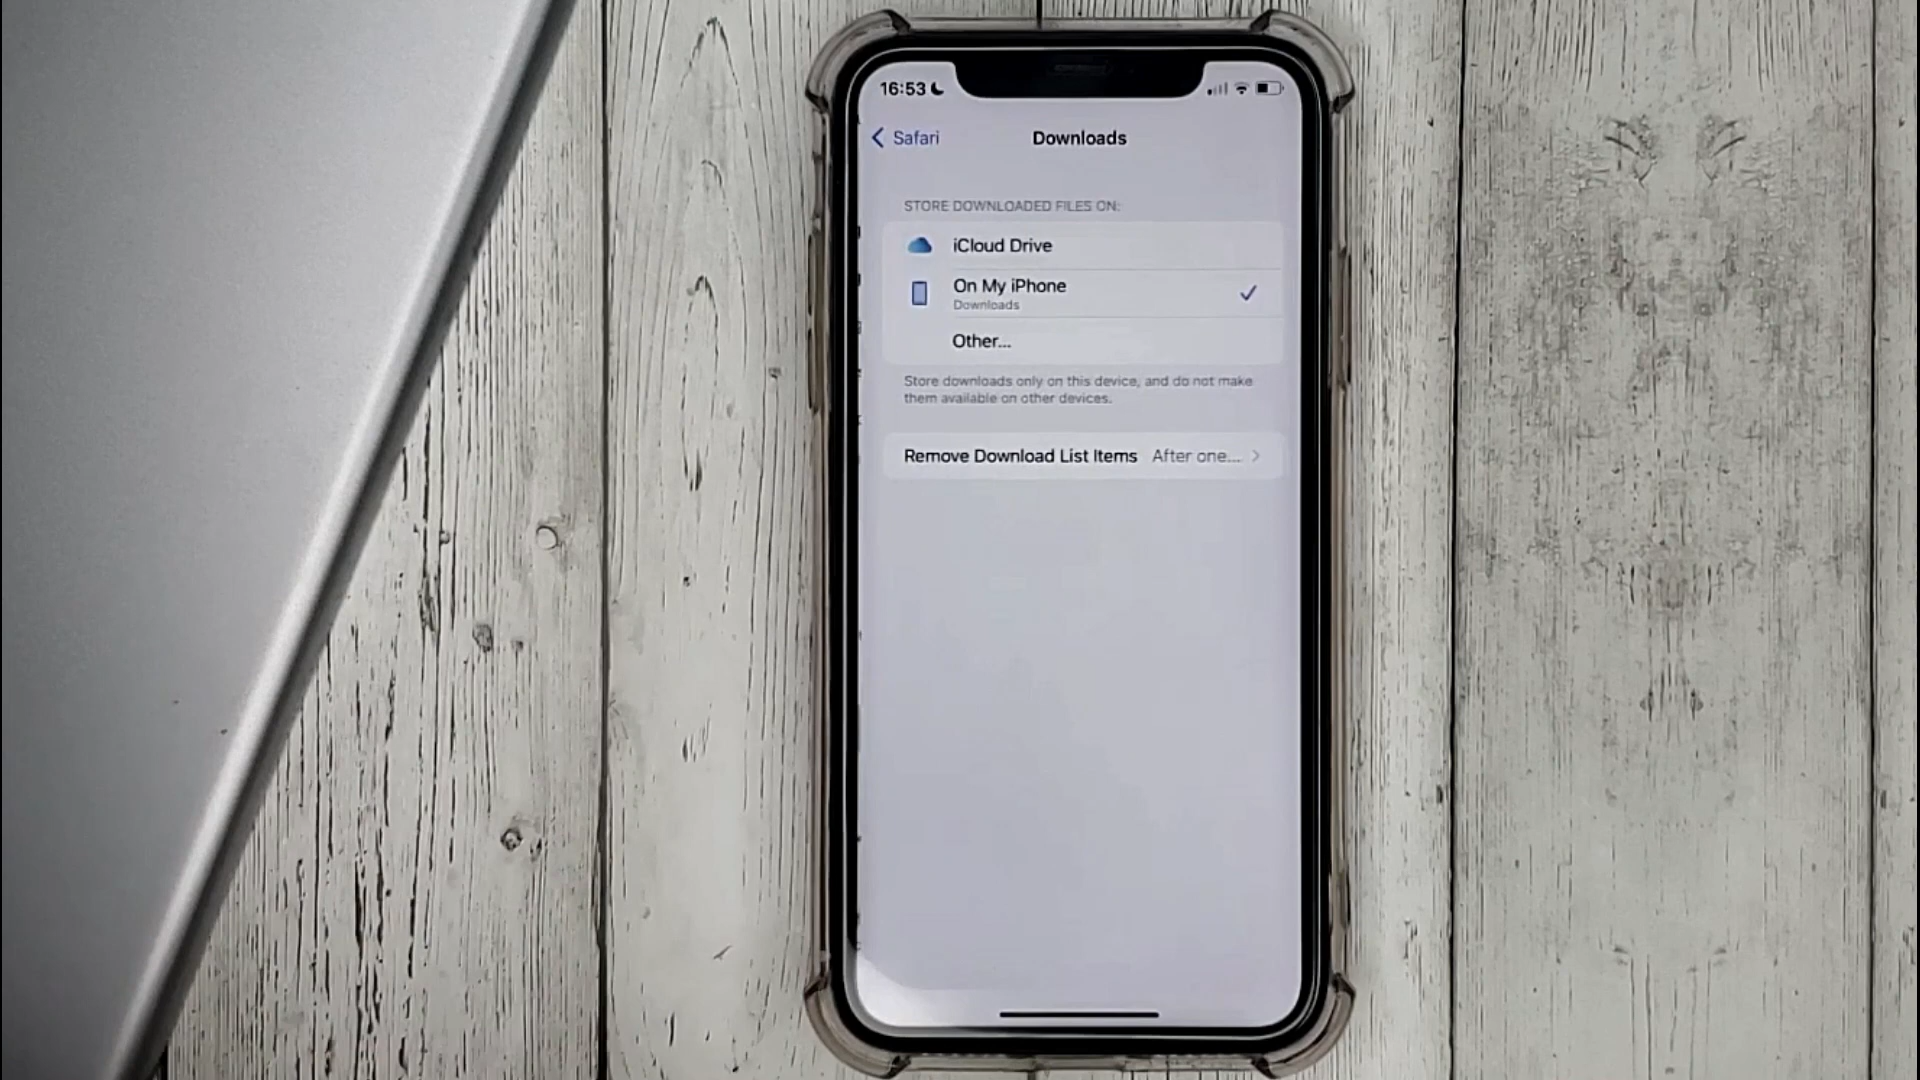 16:53
Safari
Downloads
STORE DOWNLOADED FILES ON:
iCloud Drive
On My iPhone
Downloads
Other...
Store downloads only on this device, and do not make
them available on other devices.
Remove Download List Items After one...